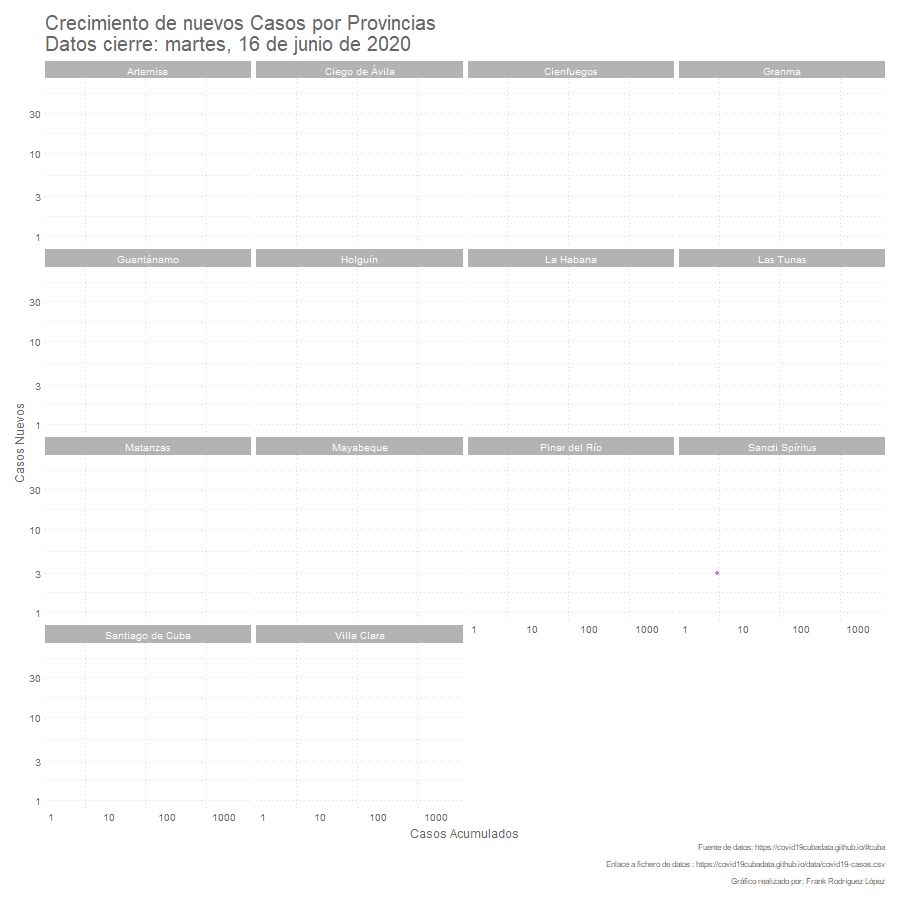 Crecimiento de nuevos Casos por Provincias
Datos cierre: martes, 16 de junio de 2020
Artemisa Ciego de Ávila Cienfuegos Granma
30
10
3
1
Guantánamo Holguín La Habana Las Tunas
30
10
3
1
Casos Nuevos
Matanzas Mayabeque Pinar del Río Sancti Spíritus
30
10
3
1
1 10 100 1000 1 10 100 1000
Santiago de Cuba Villa Clara
30
10
3
1
1 10 100 1000 1 10 100 1000
Casos Acumulados
Fuente de datos: https://covid19cubadata.github.io/#cuba
Enlace a fichero de datos : https://covid19cubadata.github.io/data/covid19-casos.csv
Gráfico realizado por: Frank Rodríguez López